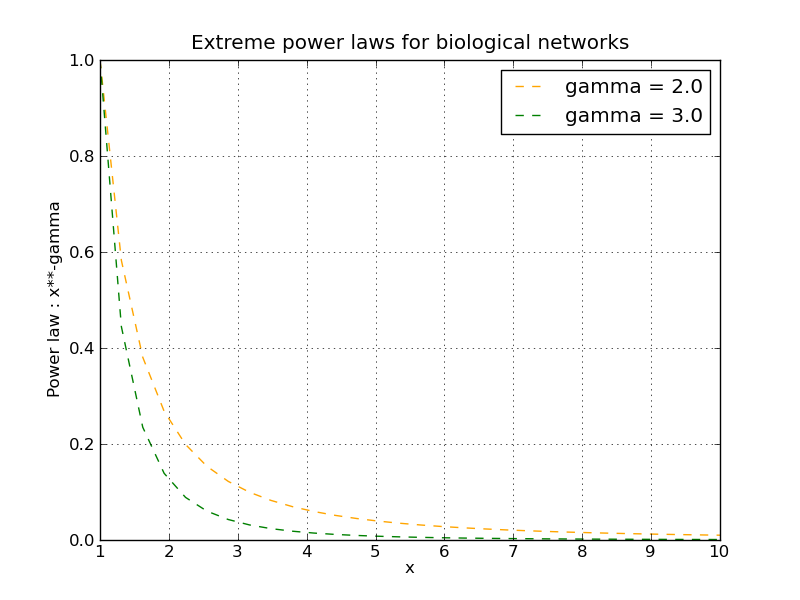 Extreme power laws for biological networks
gamma = 2.0
gamma = 3.0
Power law : x**-gamma
1.0
0.8
0.6
0.4
0.2
0.0
1 2 3 4 5 6 7 8 9 10
x